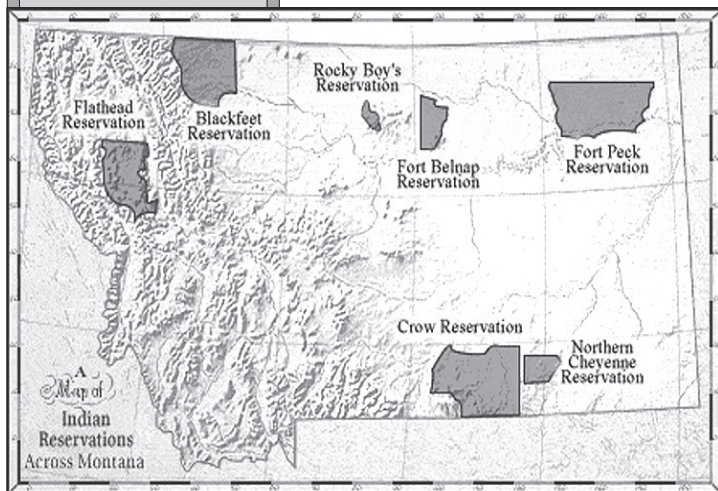 Rocky Boy's
Reservation
Flathead
Reservation
Blackfeet
Reservation
Fort Belnap
Reservation
Fort Peck
Reservation
Crow Reservation
Northern
Cheyenne
Reservation
A
Map of
Indian
Reservations
Across Montana